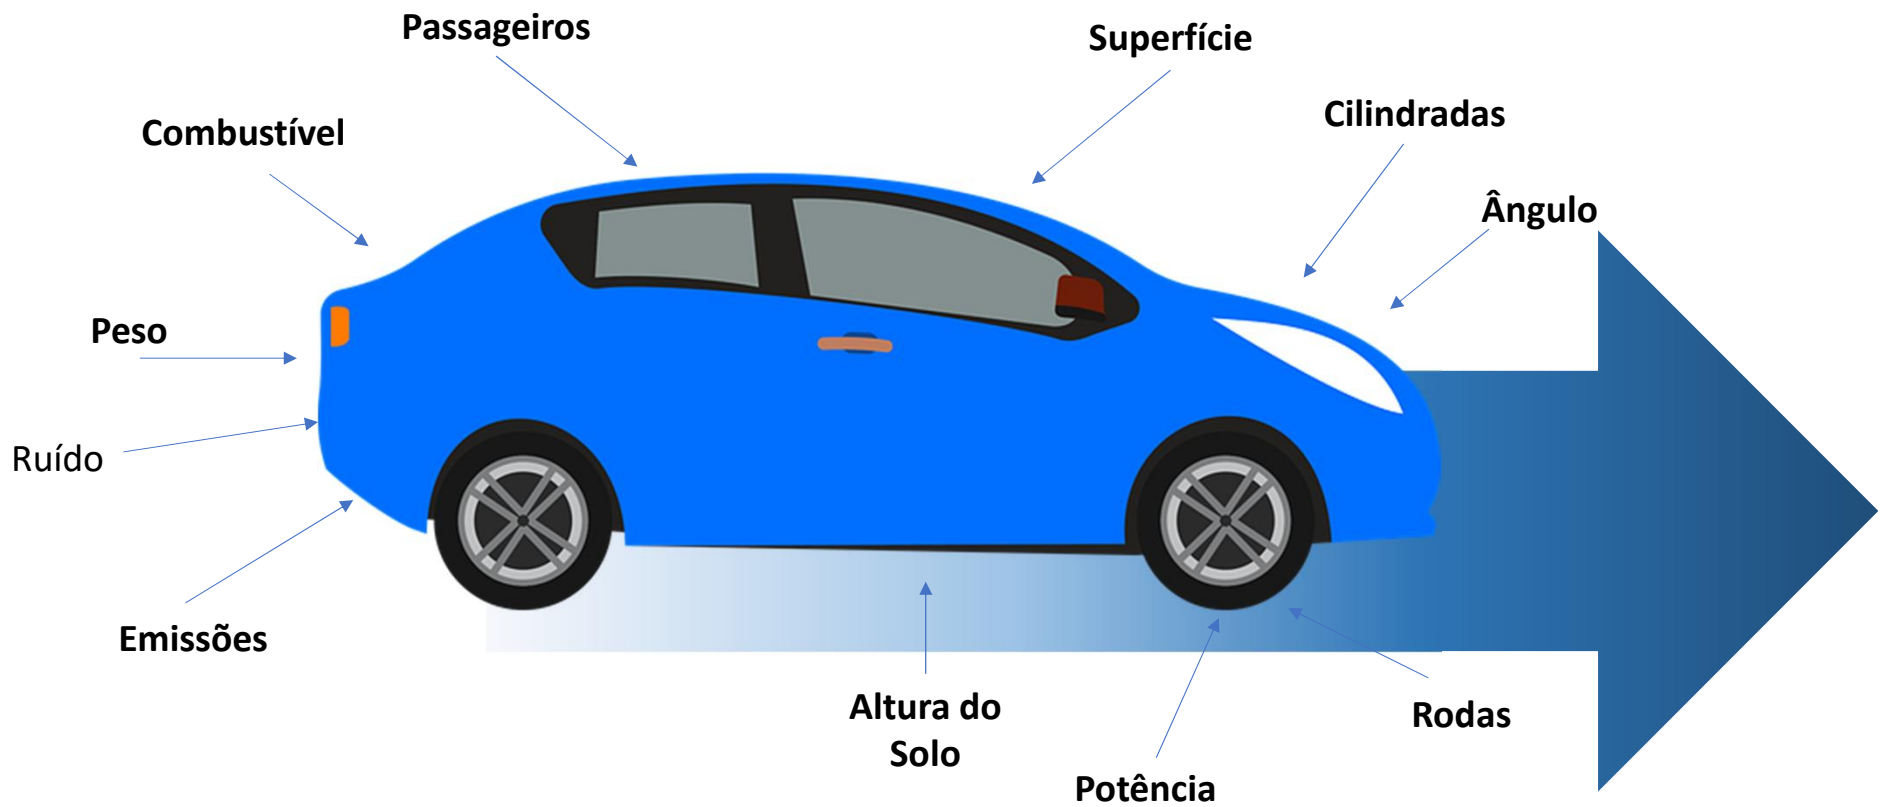 Passageiros
Superfície
Cilindradas
Combustível
Ângulo
Peso
Ruído
Emissões
Altura do
Solo
Rodas
Potência